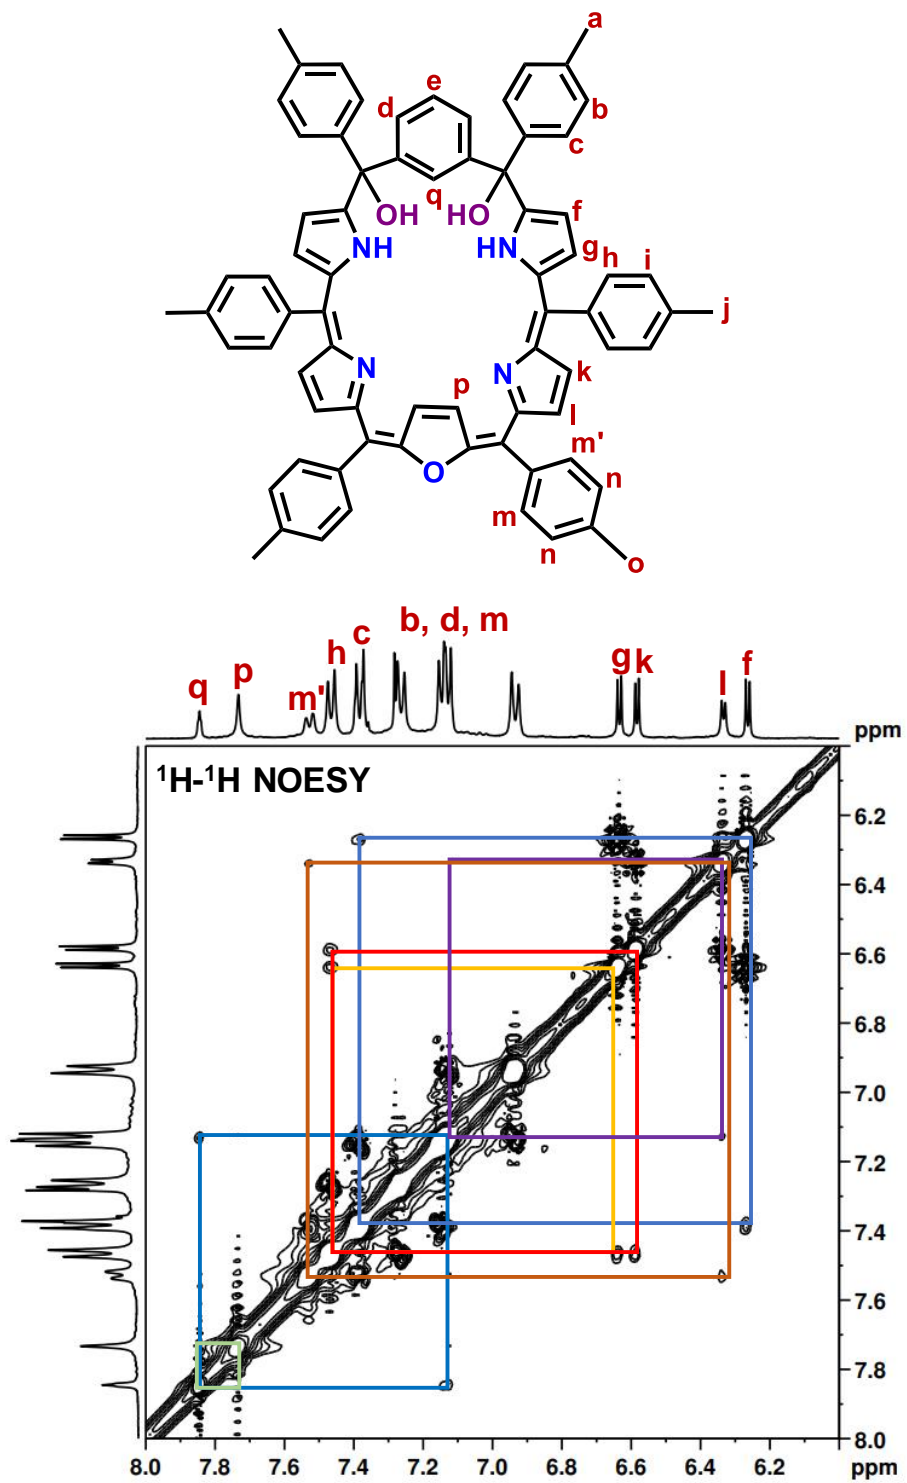 a
e
d
b
c
q
OH
HO
f
NH
HN
g
h
i
j
N
N
k
p
l
m'
O
n
m
n
o
b, d, m
c
h
g
k
q
p
m'
l
f
ppm
¹H-¹H NOESY
6.2
6.4
6.6
6.8
7.0
7.2
7.4
7.6
7.8
8.0
8.0 7.8 7.6 7.4 7.2 7.0 6.8 6.6 6.4 6.2 ppm